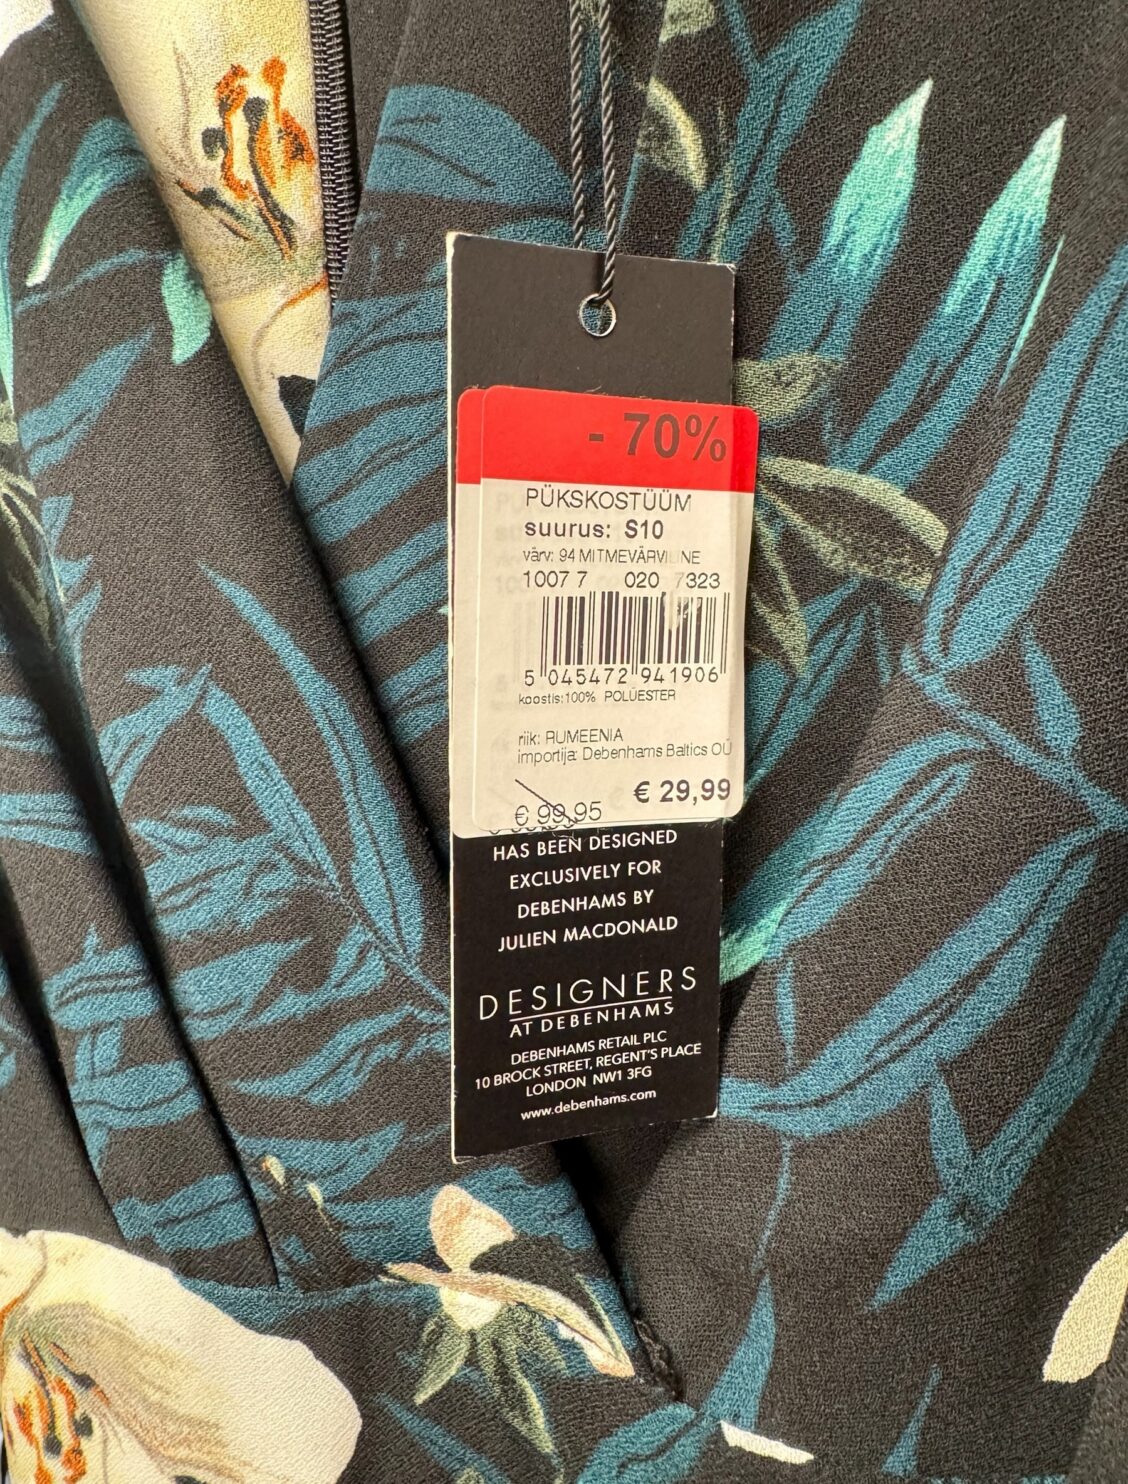 - 70%
PÜKSKOSTÜÜM
suurus: S10
värv: 94 MITMEVÄRVILINE
1007 7 020 7323
5 045472 941906
koostis:100% POLÜESTER
riik: RUMEENIA
importija: Debenhams Baltics OÜ
€ 29,99
€ 99,95
HAS BEEN DESIGNED
EXCLUSIVELY FOR
DEBENHAMS BY
JULIEN MACDONALD
DESIGNERS
AT DEBENHAMS
DEBENHAMS RETAIL PLC
10 BROCK STREET, REGENT'S PLACE
LONDON NW1 3FG
www.debenhams.com